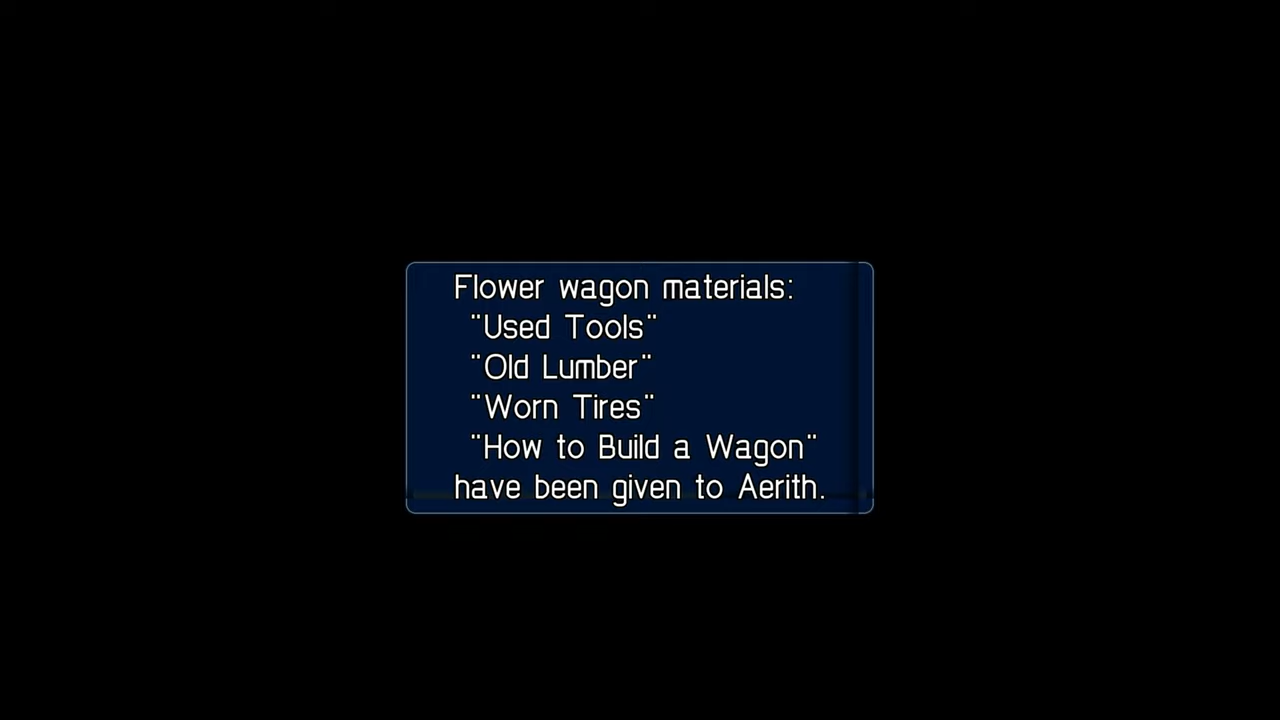 Flower wagon materials:
"Used Tools"
"Old Lumber"
"Worn Tires"
"How to Build a Wagon"
have been given to Aerith.